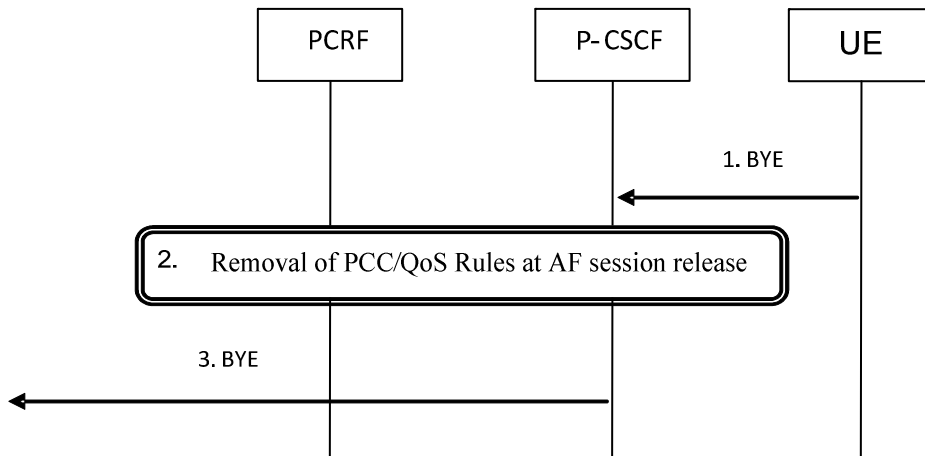 PCRF
P-CSCF
UE
1. BYE
2. Removal of PCC/QoS Rules at AF session release
3. BYE